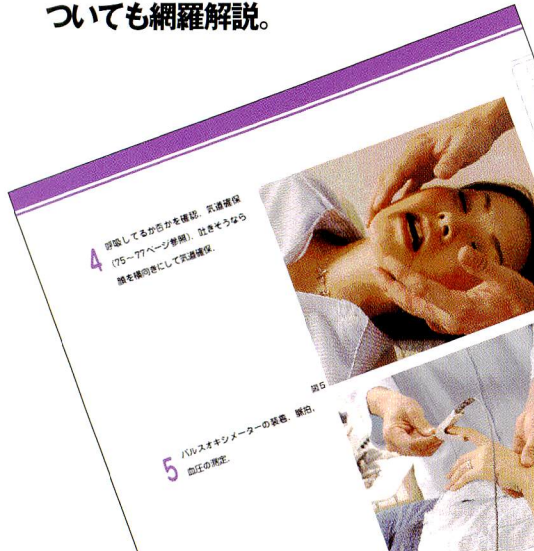 ついても網羅解説。
4
呼吸してるか否かを確認．気道確保
(75〜77ページ参照)．吐きそうなら
顔を横向きにして気道確保．
図5
5
パルスオキシメーターの装着．脈拍，
血圧の測定．